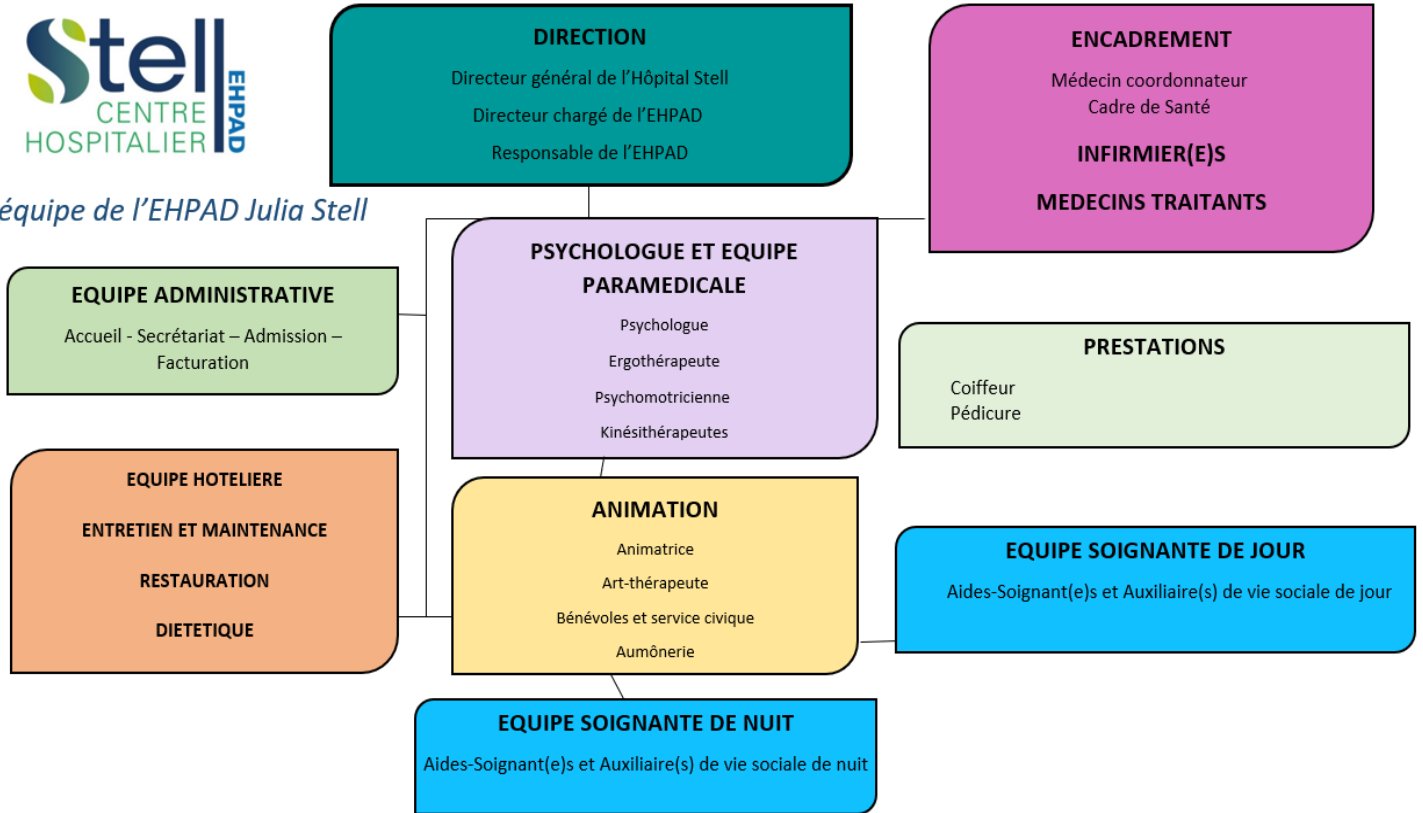 Stell
EHPAD
CENTRE
HOSPITALIER
équipe de l’EHPAD Julia Stell
DIRECTION
Directeur général de l’Hôpital Stell
Directeur chargé de l’EHPAD
Responsable de l’EHPAD
ENCADREMENT
Médecin coordonnateur
Cadre de Santé
INFIRMIER(E)S
MEDECINS TRAITANTS
EQUIPE ADMINISTRATIVE
Accueil - Secrétariat – Admission –
Facturation
PSYCHOLOGUE ET EQUIPE
PARAMEDICALE
Psychologue
Ergothérapeute
Psychomotricienne
Kinésithérapeutes
PRESTATIONS
Coiffeur
Pédicure
EQUIPE HOTELIERE
ENTRETIEN ET MAINTENANCE
RESTAURATION
DIETETIQUE
ANIMATION
Animatrice
Art-thérapeute
Bénévoles et service civique
Aumônerie
EQUIPE SOIGNANTE DE JOUR
Aides-Soignant(e)s et Auxiliaire(s) de vie sociale de jour
EQUIPE SOIGNANTE DE NUIT
Aides-Soignant(e)s et Auxiliaire(s) de vie sociale de nuit